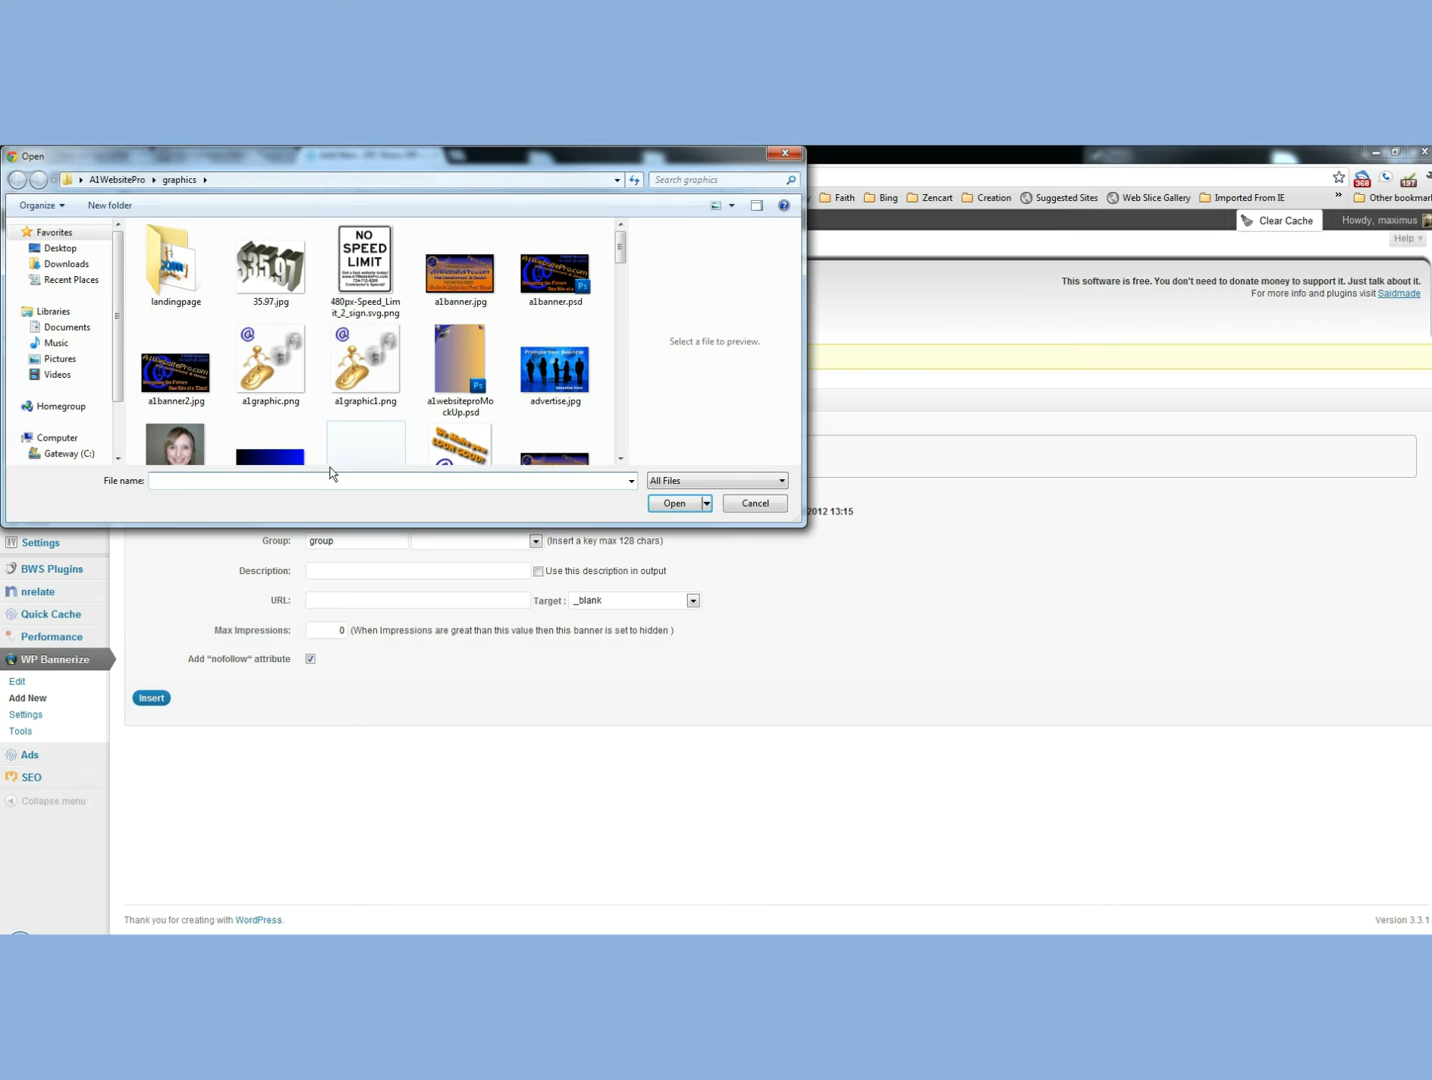 Open
A1WebsitePro graphics
Search graphics
Organize New folder
Favorites
Desktop
Downloads
Recent Places
Libraries
Documents
Music
Pictures
Videos
Homegroup
Computer
Gateway (C:)
NO
SPEED
LIMIT
landingpage
35.97.jpg
480px-Speed_Lim
it_2_sign.svg.png
a1banner.jpg
a1banner.psd
a1banner2.jpg
a1graphic.png
a1graphic1.png
a1websiteproMo
ckUp.psd
advertise.jpg
Select a file to preview.
File name:
All Files
Open
Cancel
Faith Bing Zencart Creation Suggested Sites Web Slice Gallery Imported From IE » Other bookmar
368
197
Clear Cache
Howdy, maximus
Help
This software is free. You don't need to donate money to support it. Just talk about it.
For more info and plugins visit Saidmade
2012 13:15
Group: group (Insert a key max 128 chars)
Description: Use this description in output
URL: Target : _blank
Max Impressions: 0 (When Impressions are great than this value then this banner is set to hidden )
Add "nofollow" attribute
Insert
Settings
BWS Plugins
nrelate
Quick Cache
Performance
WP Bannerize
Edit
Add New
Settings
Tools
Ads
SEO
Collapse menu
Thank you for creating with WordPress.
Version 3.3.1